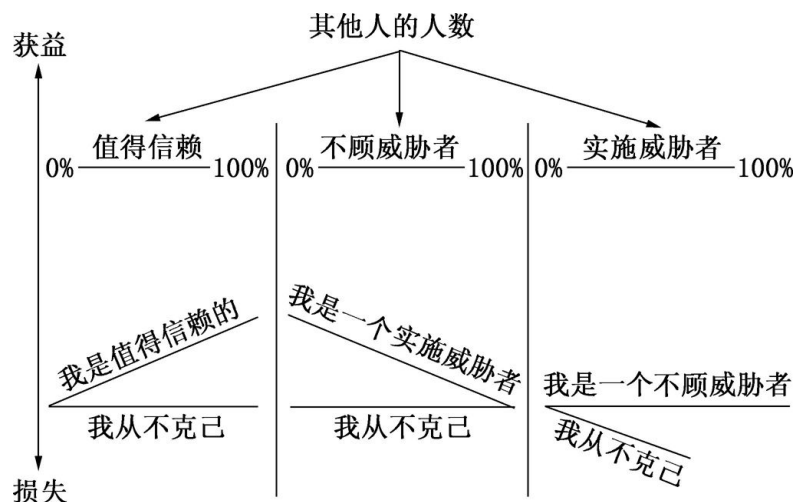 其他人的人数
获益
值得信赖
不顾威胁者
实施威胁者
0% 100%
0% 100%
0% 100%
我是值得信赖的
我从不克己
我是一个实施威胁者
我从不克己
我是一个不顾威胁者
我从不克己
损失